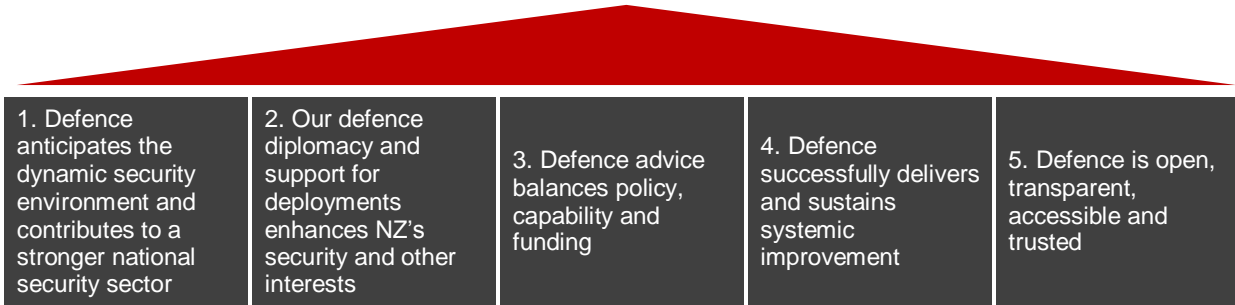 1. Defence
anticipates the
dynamic security
environment and
contributes to a
stronger national
security sector
2. Our defence
diplomacy and
support for
deployments
enhances NZ’s
security and other
interests
3. Defence advice
balances policy,
capability and
funding
4. Defence
successfully delivers
and sustains
systemic
improvement
5. Defence is open,
transparent,
accessible and
trusted